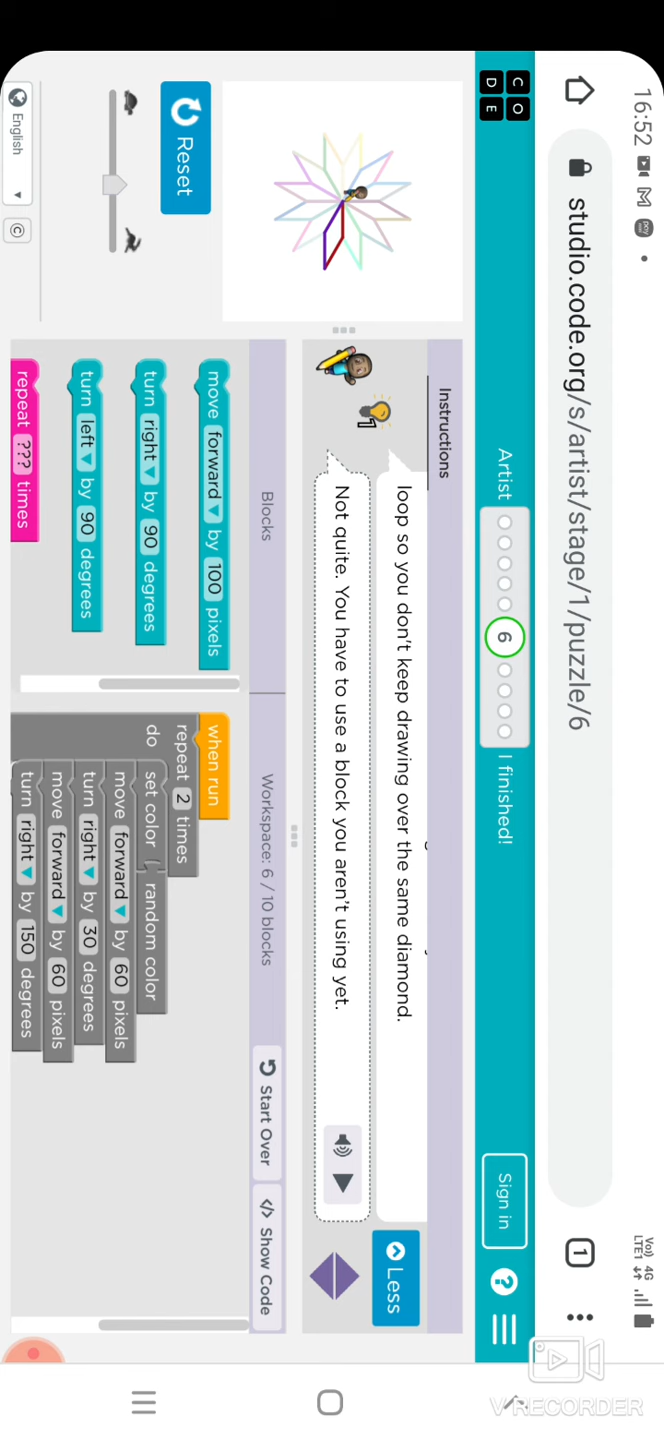 16:52
Voi)) 4G
LTE1
studio.code.org/s/artist/stage/1/puzzle/6
1
C O
D E
Artist
6
I finished!
Sign in
?
Instructions
1
loop so you don't keep drawing over the same diamond.
Less
Not quite. You have to use a block you aren't using yet.
Reset
English
©
Blocks
move forward by 100 pixels
turn right by 90 degrees
turn left by 90 degrees
repeat ??? times
Workspace: 6 / 10 blocks
Start Over
</> Show Code
when run
repeat 2 times
do set color random color
move forward by 60 pixels
turn right by 30 degrees
move forward by 60 pixels
turn right by 150 degrees
V RECORDER